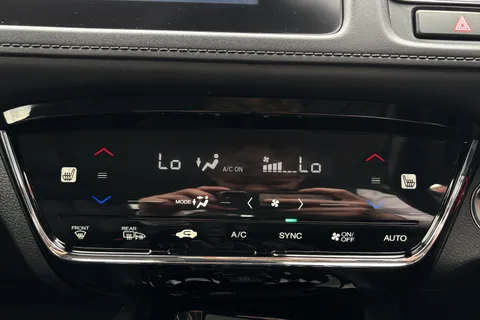 Lo A/C ON Lo
MODE
FRONT REAR A/C SYNC ON/OFF AUTO